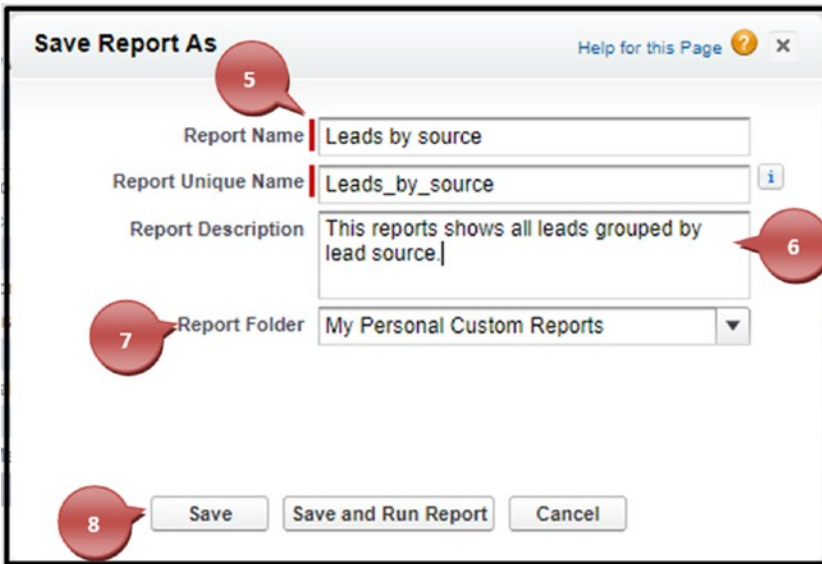 Save Report As
Help for this Page ?
5
Report Name Leads by source
Report Unique Name Leads_by_source
i
Report Description This reports shows all leads grouped by
lead source.
6
7
Report Folder My Personal Custom Reports
8
Save Save and Run Report Cancel